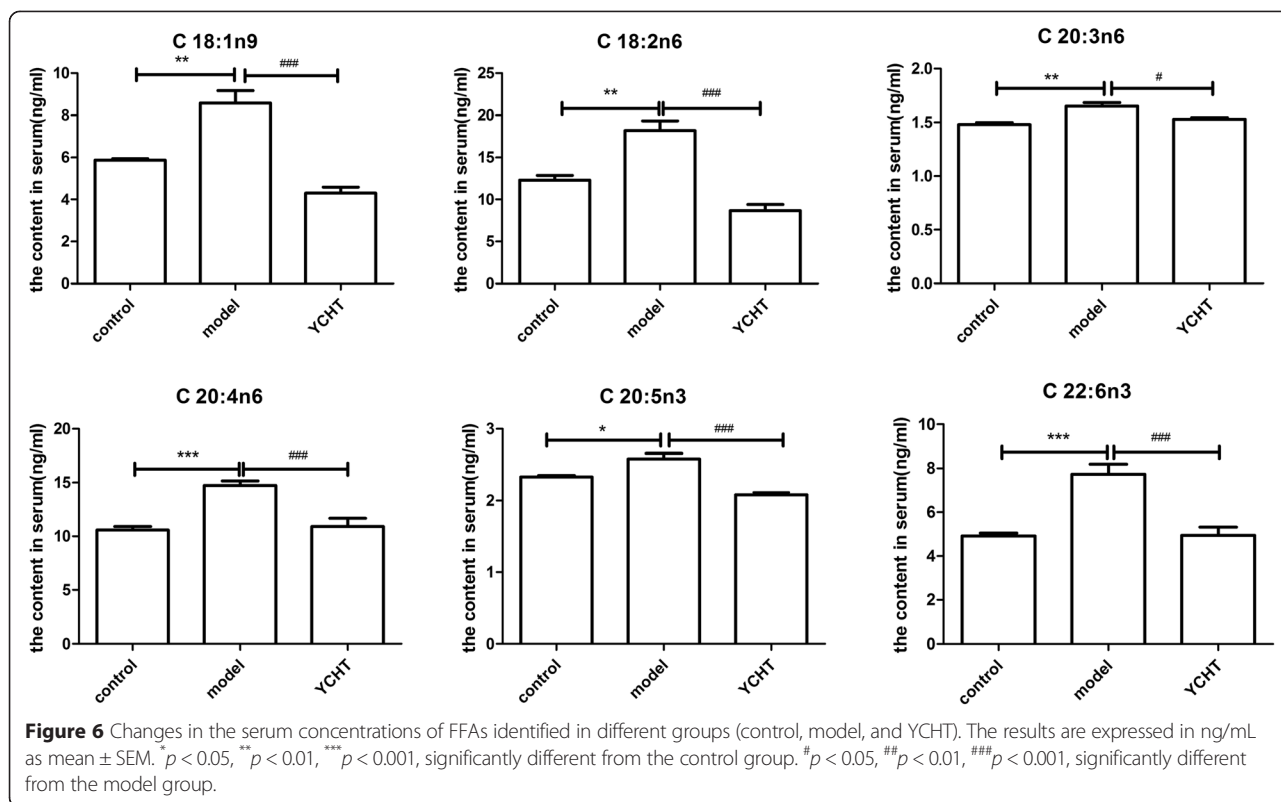 C 18:1n9
C 18:2n6
C 20:3n6
the content in serum(ng/ml)
10
8
6
4
2
0
**
###
control
model
YCHT
the content in serum(ng/ml)
25
20
15
10
5
0
**
###
control
model
YCHT
the content in serum(ng/ml)
2.0
1.5
1.0
0.5
0.0
**
#
control
model
YCHT
C 20:4n6
C 20:5n3
C 22:6n3
the content in serum(ng/ml)
20
15
10
5
0
***
###
control
model
YCHT
the content in serum(ng/ml)
3
2
1
0
*
###
control
model
YCHT
the content in serum(ng/ml)
10
8
6
4
2
0
***
###
control
model
YCHT
Figure 6 Changes in the serum concentrations of FFAs identified in different groups (control, model, and YCHT). The results are expressed in ng/mL
as mean ± SEM. *p < 0.05, **p < 0.01, ***p < 0.001, significantly different from the control group. #p < 0.05, ##p < 0.01, ###p < 0.001, significantly different
from the model group.